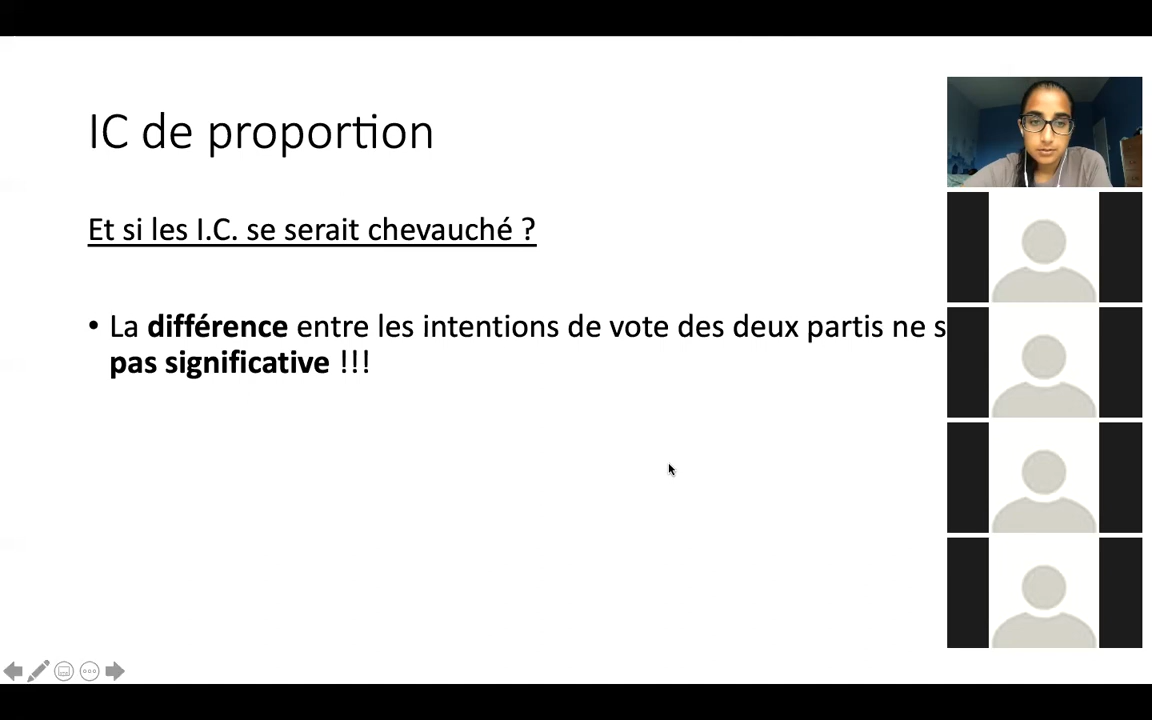 IC de proportion
Et si les I.C. se serait chevauché ?
• La différence entre les intentions de vote des deux partis ne s
pas significative !!!